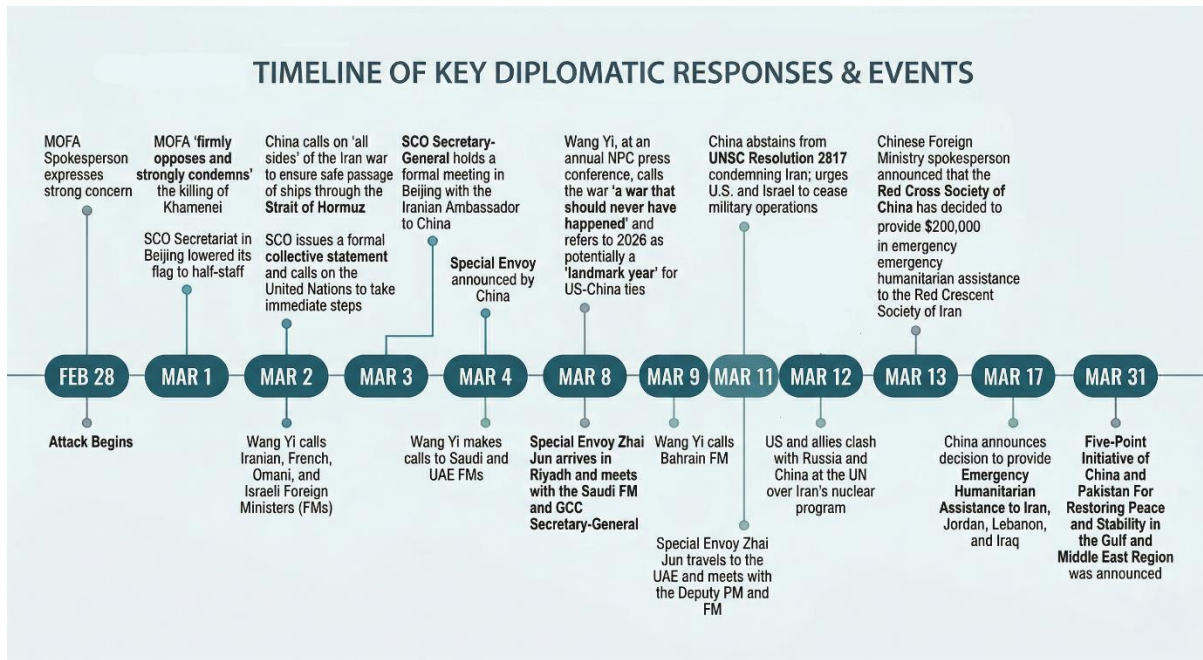 TIMELINE OF KEY DIPLOMATIC RESPONSES & EVENTS
MOFA
Spokesperson
expresses
strong concern
MOFA ‘firmly
opposes and
strongly condemns’
the killing of
Khamenei
SCO Secretariat in
Beijing lowered its
flag to half-staff
China calls on ‘all
sides’ of the Iran war
to ensure safe passage
of ships through the
Strait of Hormuz
SCO issues a formal
collective statement
and calls on the
United Nations to take
immediate steps
SCO Secretary-
General holds a
formal meeting in
Beijing with the
Iranian Ambassador
to China
Special Envoy
announced by
China
Wang Yi, at an
annual NPC press
conference, calls
the war ‘a war that
should never have
happened’ and
refers to 2026 as
potentially a
‘landmark year’ for
US-China ties
China abstains from
UNSC Resolution 2817
condemning Iran; urges
U.S. and Israel to cease
military operations
Chinese Foreign
Ministry spokesperson
announced that the
Red Cross Society of
China has decided to
provide $200,000
in emergency
emergency
humanitarian assistance
to the Red Crescent
Society of Iran
FEB 28
MAR 1
MAR 2
MAR 3
MAR 4
MAR 8
MAR 9
MAR 11
MAR 12
MAR 13
MAR 17
MAR 31
Attack Begins
Wang Yi calls
Iranian, French,
Omani, and
Israeli Foreign
Ministers (FMs)
Wang Yi makes
calls to Saudi and
UAE FMs
Special Envoy Zhai
Jun arrives in
Riyadh and meets
with the Saudi FM
and GCC
Secretary-General
Wang Yi calls
Bahrain FM
Special Envoy Zhai
Jun travels to the
UAE and meets with
the Deputy PM and
FM
US and allies clash
with Russia and
China at the UN
over Iran’s nuclear
program
China announces
decision to provide
Emergency
Humanitarian
Assistance to Iran,
Jordan, Lebanon,
and Iraq
Five-Point
Initiative of
China and
Pakistan For
Restoring Peace
and Stability in
the Gulf and
Middle East Region
was announced